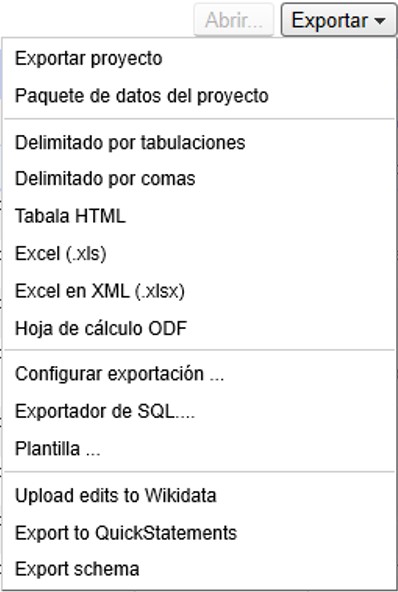 Abrir... Exportar
Exportar proyecto
Paquete de datos del proyecto
Delimitado por tabulaciones
Delimitado por comas
Tabala HTML
Excel (.xls)
Excel en XML (.xlsx)
Hoja de cálculo ODF
Configurar exportación ...
Exportador de SQL....
Plantilla ...
Upload edits to Wikidata
Export to QuickStatements
Export schema